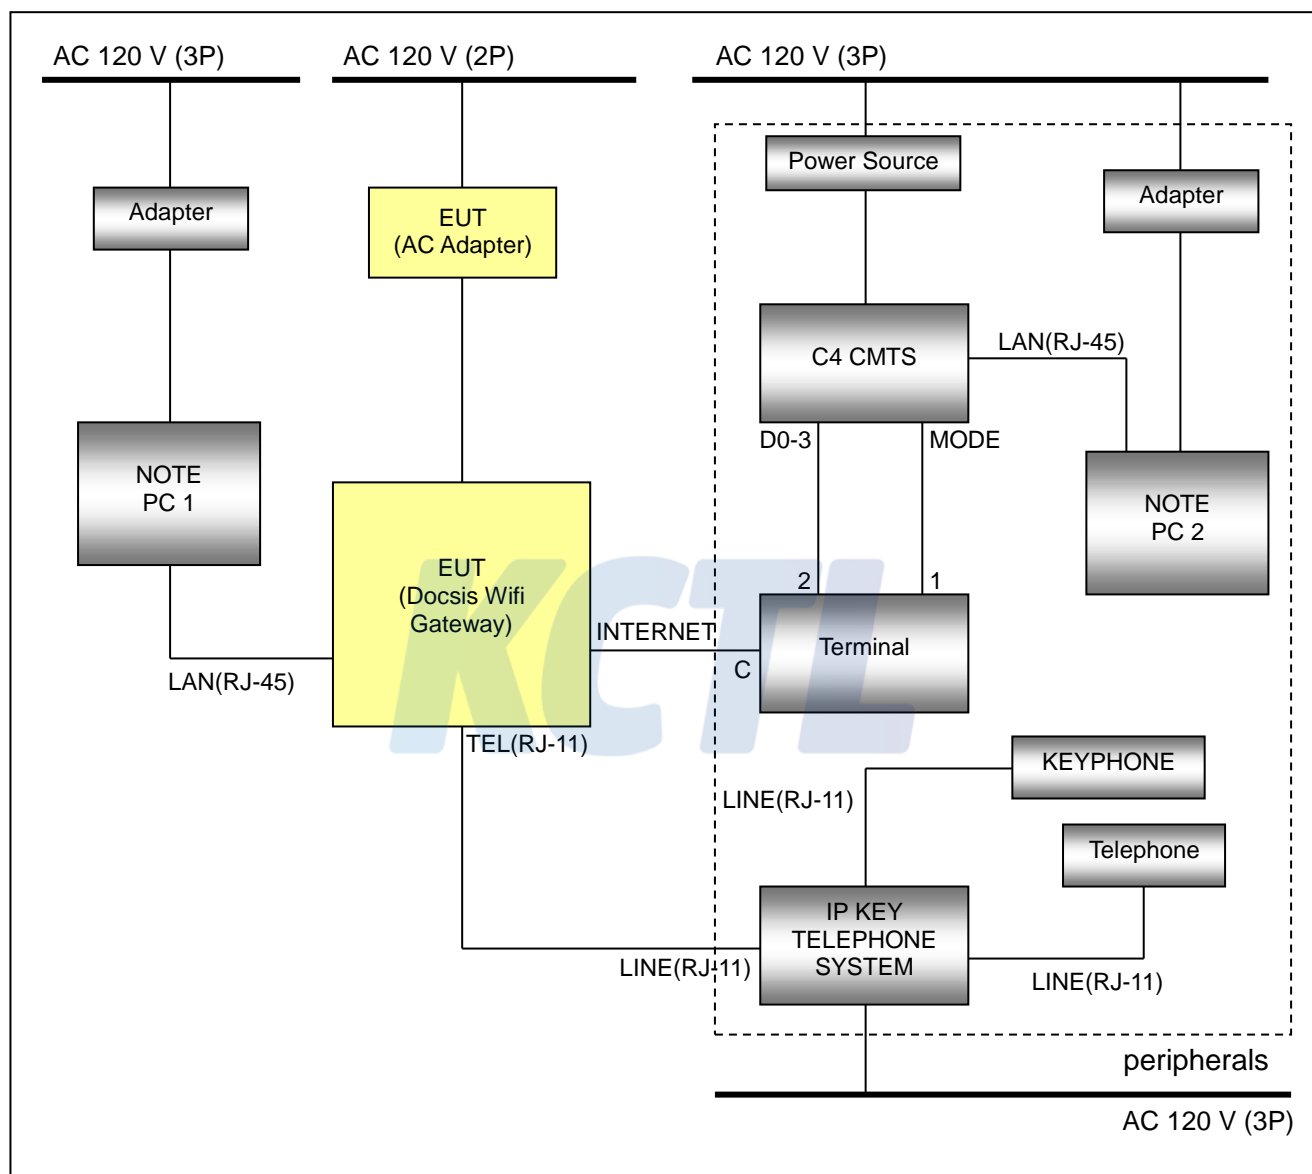 AC 120 V (3P)
AC 120 V (2P)
AC 120 V (3P)
Power Source
Adapter
EUT
(AC Adapter)
Adapter
C4 CMTS
LAN(RJ-45)
D0-3
MODE
NOTE
PC 1
NOTE
PC 2
EUT
(Docsis Wifi
Gateway)
2
1
INTERNET
C
Terminal
LAN(RJ-45)
TEL(RJ-11)
KCTL
KEYPHONE
LINE(RJ-11)
Telephone
IP KEY
TELEPHONE
SYSTEM
LINE(RJ-11)
LINE(RJ-11)
peripherals
AC 120 V (3P)